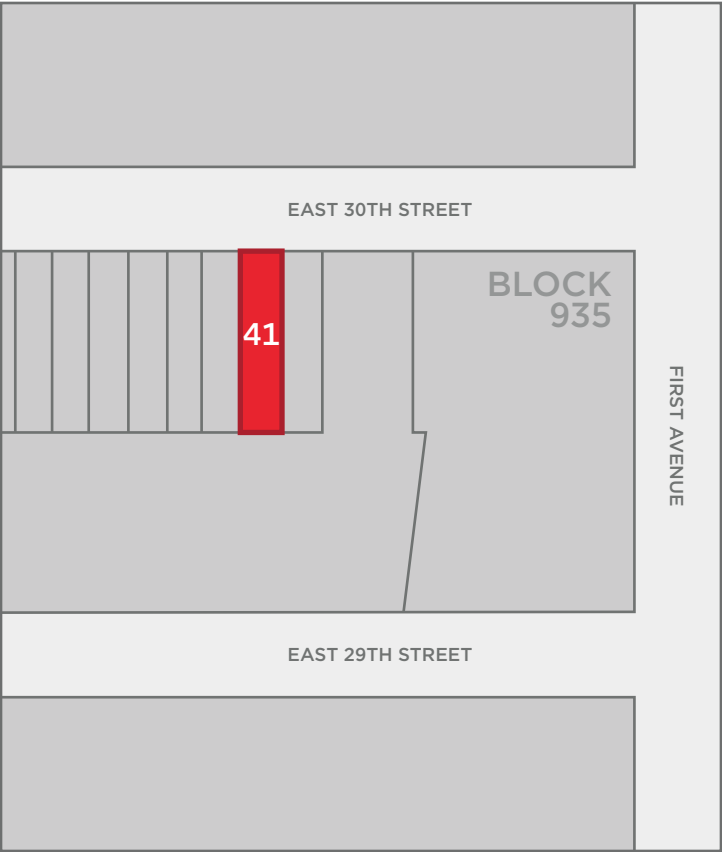 EAST 30TH STREET
BLOCK
935
41
FIRST AVENUE
EAST 29TH STREET